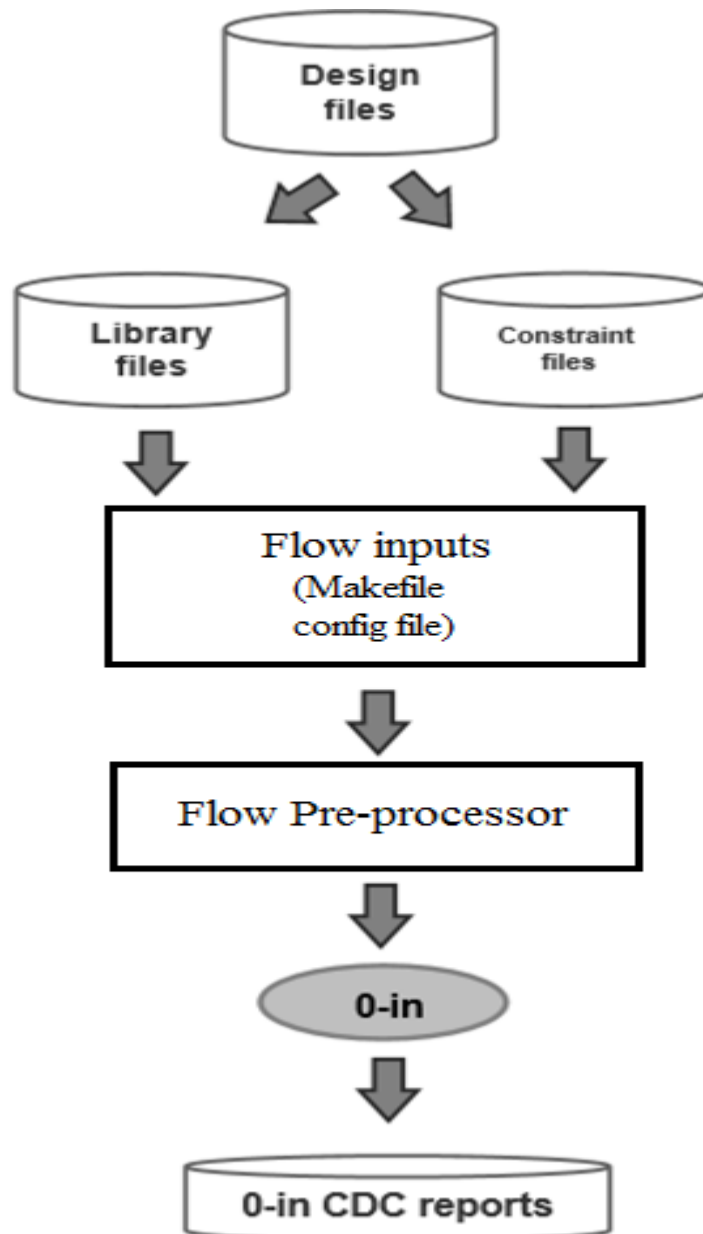 Design
files
Library
files
Constraint
files
Flow inputs
(Makefile
config file)
Flow Pre-processor
0-in
0-in CDC reports